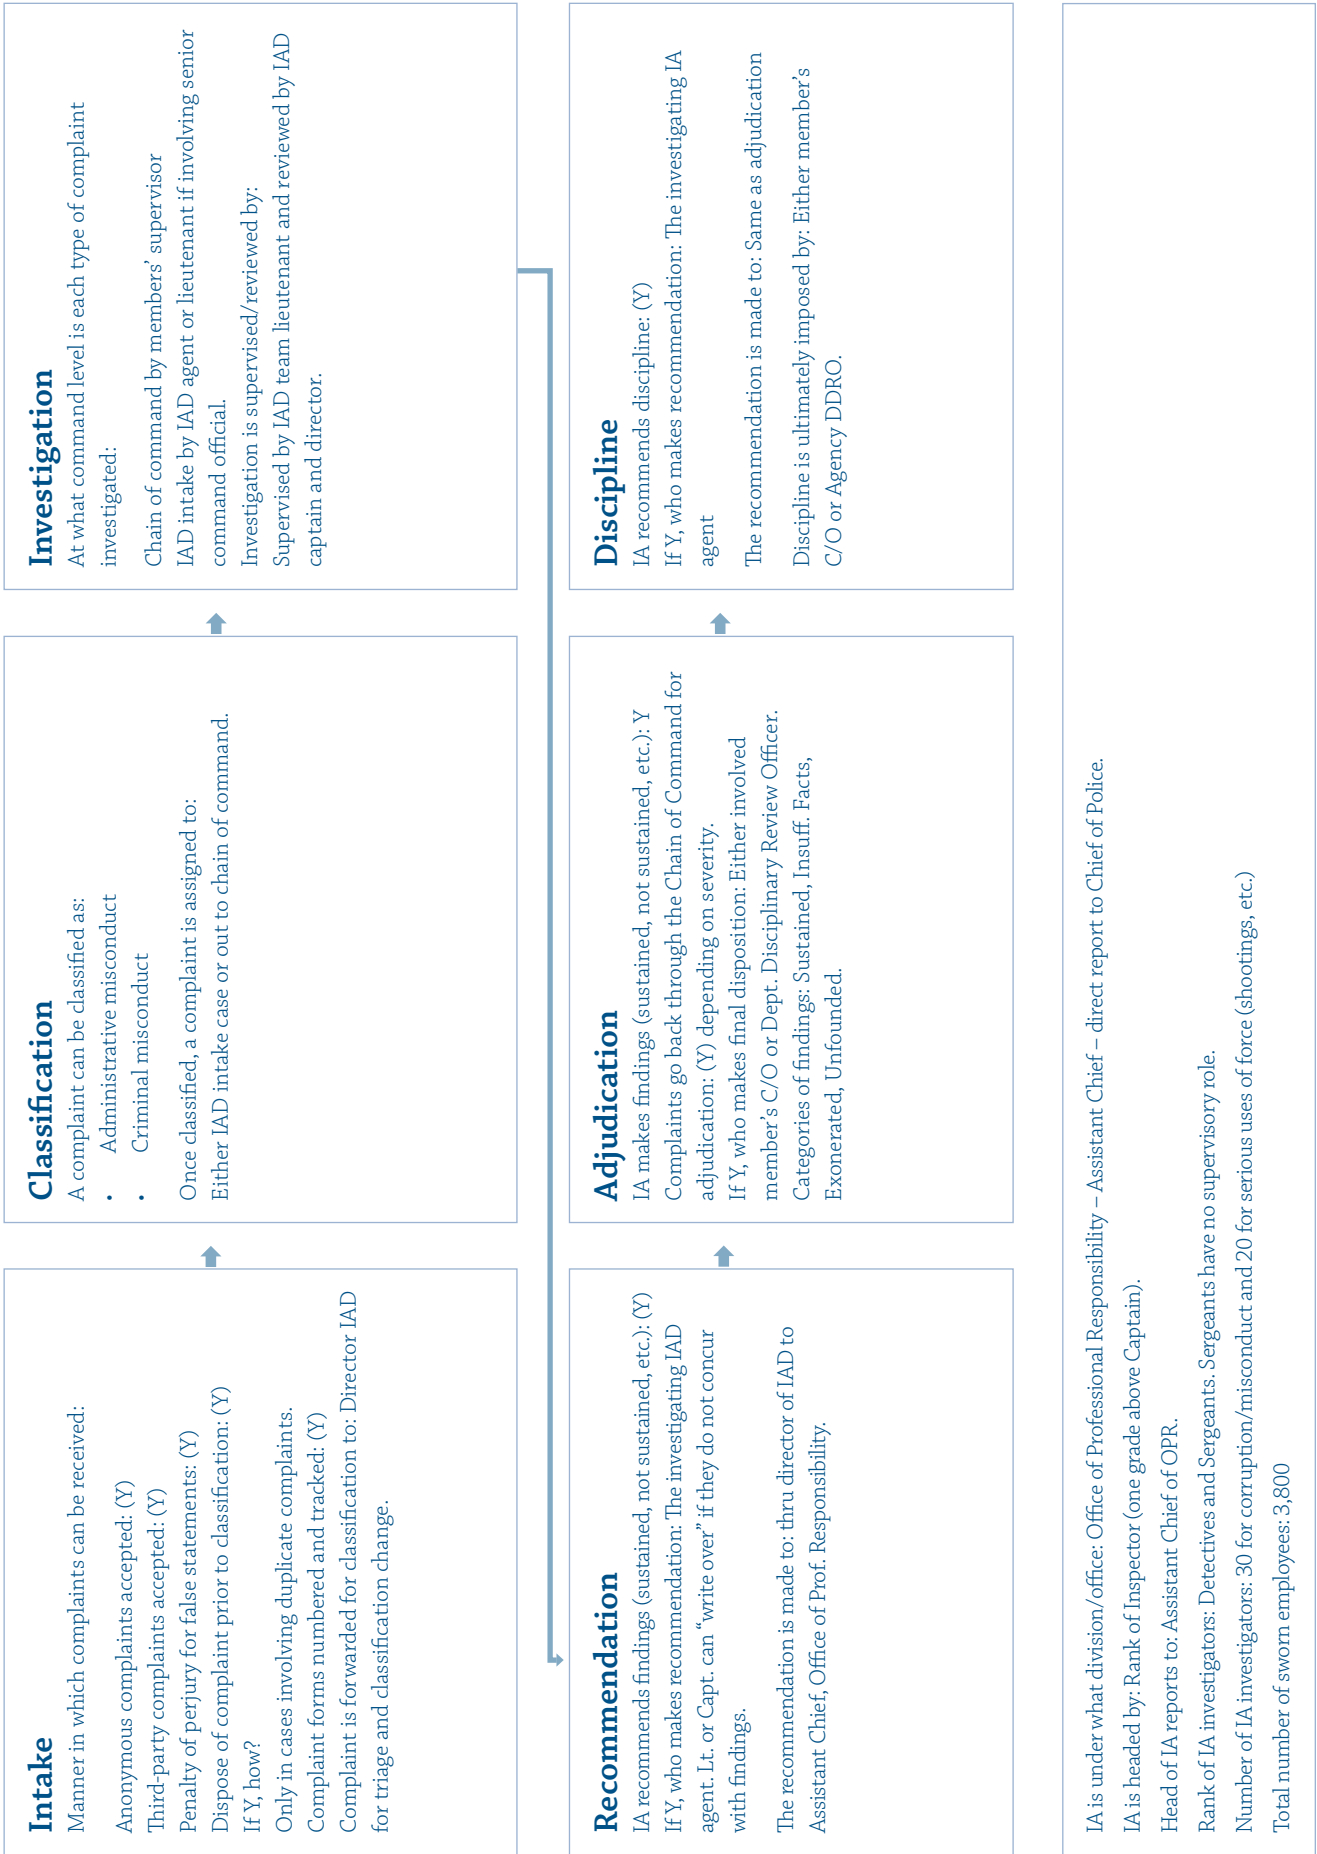 Intake
Manner in which complaints can be received:
Anonymous complaints accepted: (Y)
Third-party complaints accepted: (Y)
Penalty of perjury for false statements: (Y)
Dispose of complaint prior to classification: (Y)
If Y, how?
Only in cases involving duplicate complaints.
Complaint forms numbered and tracked: (Y)
Complaint is forwarded for classification to: Director IAD
for triage and classification change.
Classification
A complaint can be classified as:
• Administrative misconduct
• Criminal misconduct
Once classified, a complaint is assigned to:
Either IAD intake case or out to chain of command.
Investigation
At what command level is each type of complaint
investigated:
Chain of command by members’ supervisor
IAD intake by IAD agent or lieutenant if involving senior
command official.
Investigation is supervised/reviewed by:
Supervised by IAD team lieutenant and reviewed by IAD
captain and director.
Recommendation
IA recommends findings (sustained, not sustained, etc.): (Y)
If Y, who makes recommendation: The investigating IAD
agent. Lt. or Capt. can “write over” if they do not concur
with findings.
The recommendation is made to: thru director of IAD to
Assistant Chief, Office of Prof. Responsibility.
Adjudication
IA makes findings (sustained, not sustained, etc.): Y
Complaints go back through the Chain of Command for
adjudication: (Y) depending on severity.
If Y, who makes final disposition: Either involved
member’s C/O or Dept. Disciplinary Review Officer.
Categories of findings: Sustained, Insuff. Facts,
Exonerated, Unfounded.
Discipline
IA recommends discipline: (Y)
If Y, who makes recommendation: The investigating IA
agent
The recommendation is made to: Same as adjudication
Discipline is ultimately imposed by: Either member’s
C/O or Agency DDRO.
IA is under what division/office: Office of Professional Responsibility – Assistant Chief – direct report to Chief of Police.
IA is headed by: Rank of Inspector (one grade above Captain).
Head of IA reports to: Assistant Chief of OPR.
Rank of IA investigators: Detectives and Sergeants. Sergeants have no supervisory role.
Number of IA investigators: 30 for corruption/misconduct and 20 for serious uses of force (shootings, etc.)
Total number of sworn employees: 3,800